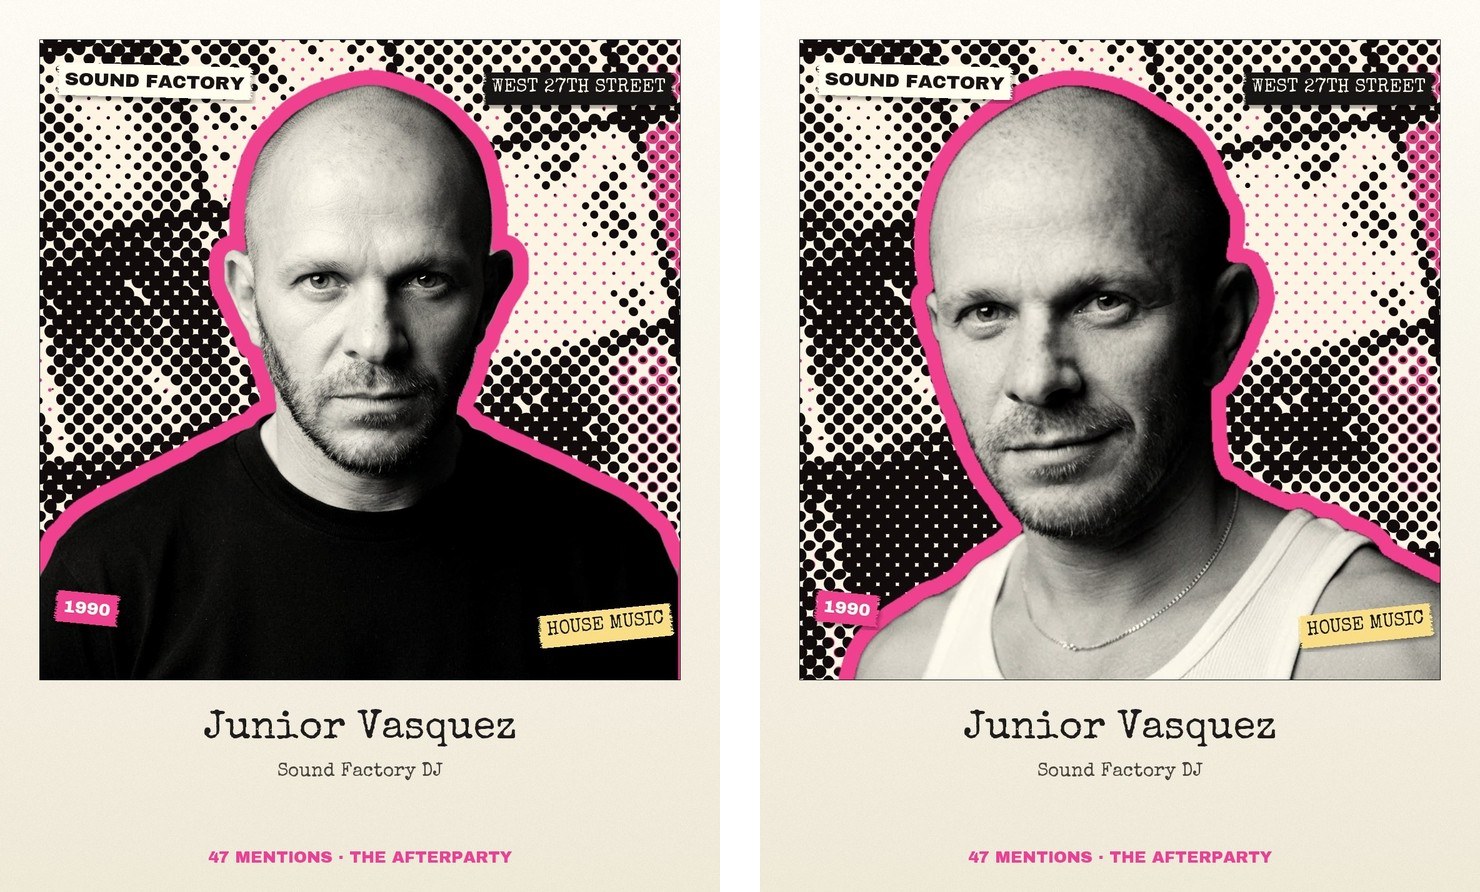 SOUND FACTORY
WEST 27TH STREET
1990
HOUSE MUSIC
Junior Vasquez
Sound Factory DJ
47 MENTIONS · THE AFTERPARTY
SOUND FACTORY
WEST 27TH STREET
1990
HOUSE MUSIC
Junior Vasquez
Sound Factory DJ
47 MENTIONS · THE AFTERPARTY